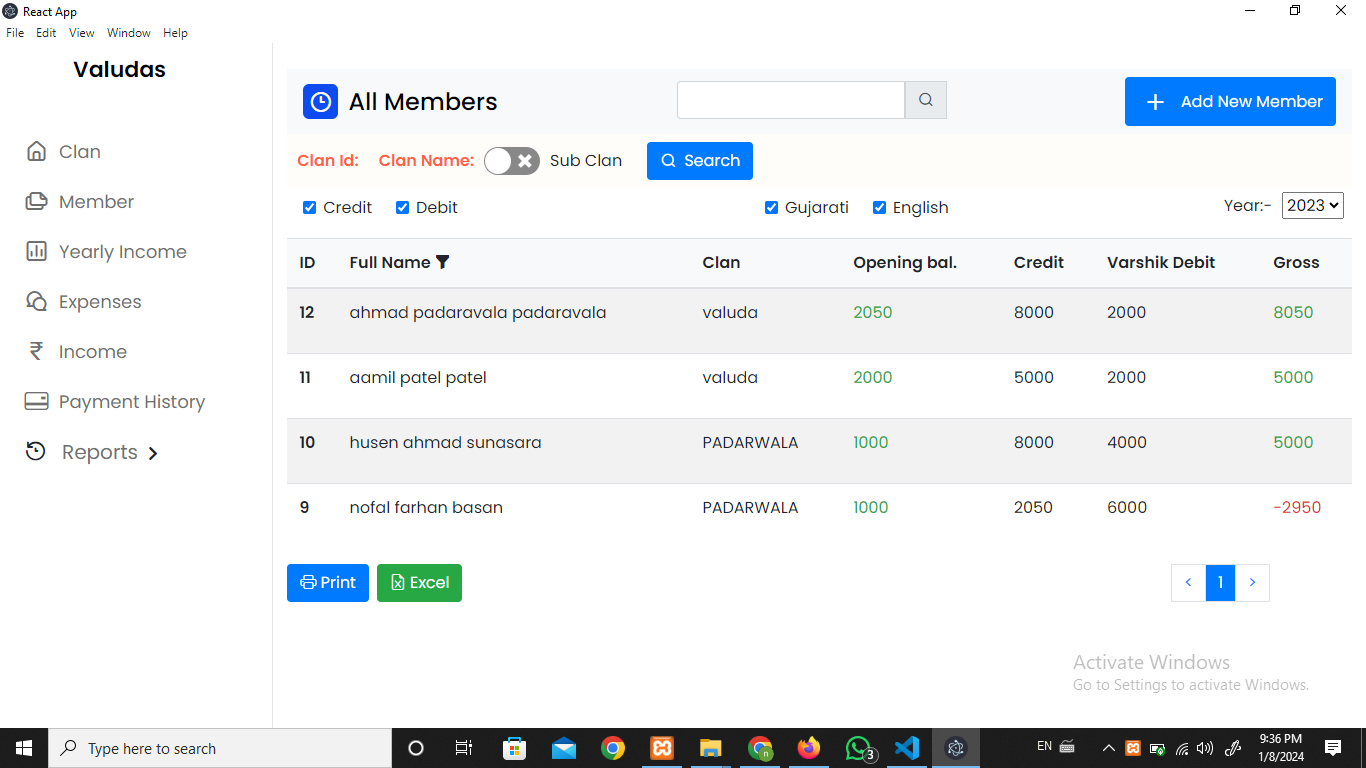 React App
File Edit View Window Help
Valudas
Clan
Member
Yearly Income
Expenses
Income
Payment History
Reports
All Members
Add New Member
Clan Id: Clan Name: Sub Clan Search
Credit Debit Gujarati English Year:- 2023
ID Full Name Clan Opening bal. Credit Varshik Debit Gross
12 ahmad padaravala padaravala valuda 2050 8000 2000 8050
11 aamil patel patel valuda 2000 5000 2000 5000
10 husen ahmad sunasara PADARWALA 1000 8000 4000 5000
9 nofal farhan basan PADARWALA 1000 2050 6000 -2950
Print Excel < 1 >
Activate Windows
Go to Settings to activate Windows.
Type here to search
n
3
EN
9:36 PM
1/8/2024